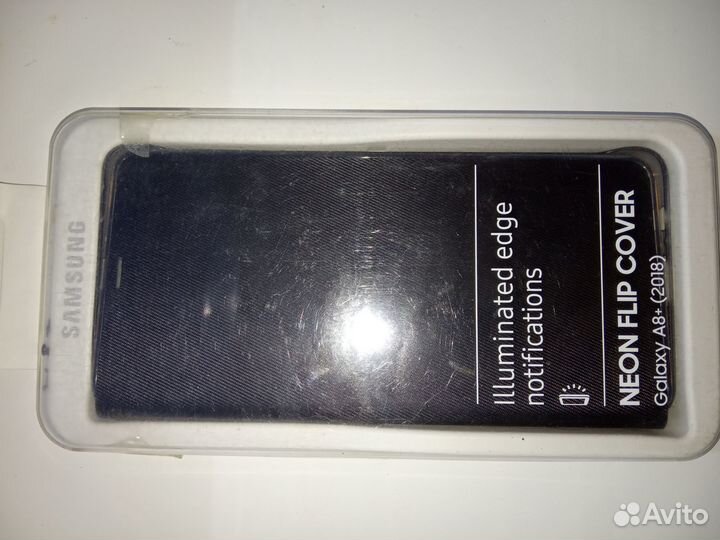 SAMSUNG
Illuminated edge
notifications
NEON FLIP COVER
Galaxy A8+ (2018)
Avito